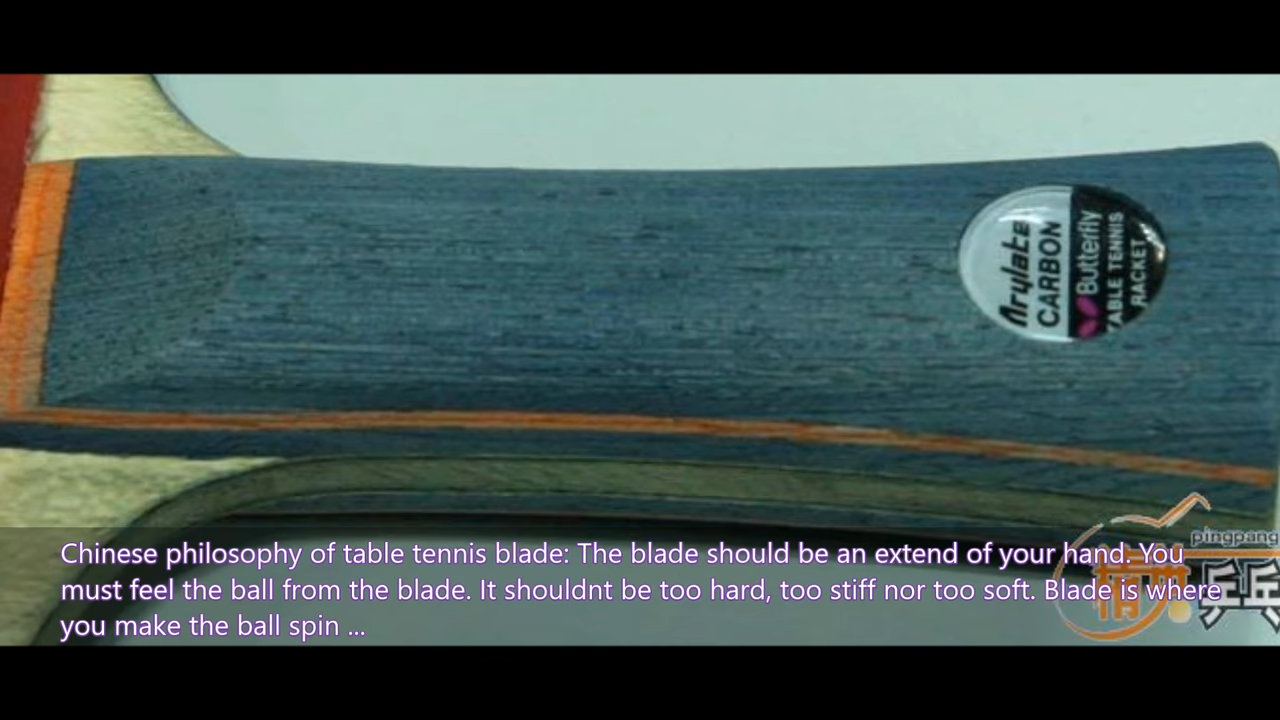 Arylate
CARBON
Butterfly
TABLE TENNIS
RACKET
pingpang
Chinese philosophy of table tennis blade: The blade should be an extend of your hand. You
must feel the ball from the blade. It shouldnt be too hard, too stiff nor too soft. Blade is where
you make the ball spin ...